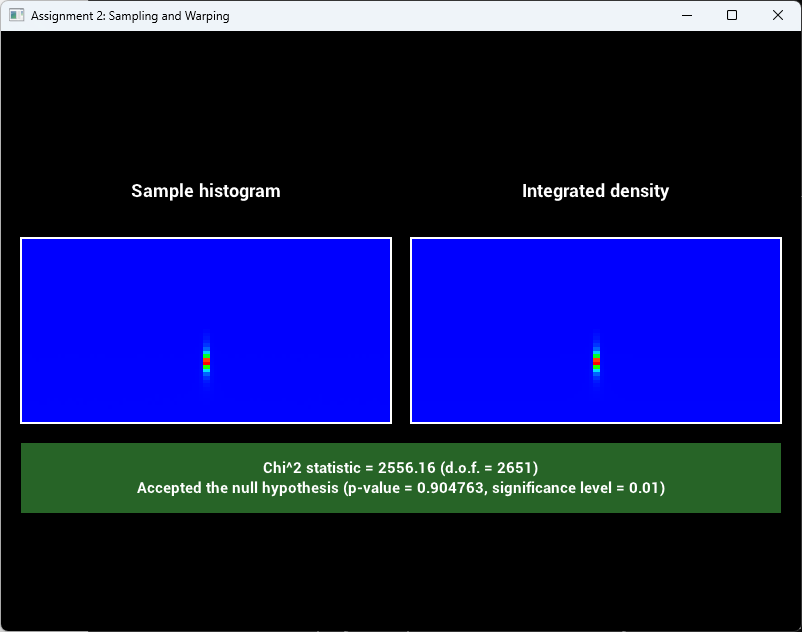 Assignment 2: Sampling and Warping
Sample histogram
Integrated density
Chi^2 statistic = 2556.16 (d.o.f. = 2651)
Accepted the null hypothesis (p-value = 0.904763, significance level = 0.01)